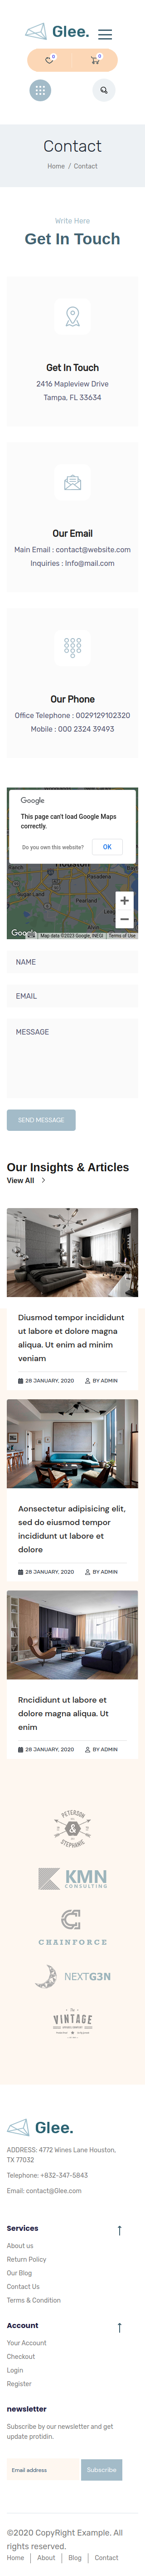 Glee.
0
0
Contact
Home / Contact
Write Here
Get In Touch
Get In Touch
2416 Mapleview Drive
Tampa, FL 33634
Our Email
Main Email : contact@website.com
Inquiries : Info@mail.com
Our Phone
Office Telephone : 0029129102320
Mobile : 000 2324 39493
Google
This page can't load Google Maps
correctly.
Do you own this website?
OK
Houston
Pasadena
Pearland
Sugar Land
Google
Map data ©2023 Google, INEGI
Terms of Use
NAME
EMAIL
MESSAGE
SEND MESSAGE
Our Insights & Articles
View All
Diusmod tempor incididunt
ut labore et dolore magna
aliqua. Ut enim ad minim
veniam
28 JANUARY, 2020 BY ADMIN
Aonsectetur adipisicing elit,
sed do eiusmod tempor
incididunt ut labore et
dolore
28 JANUARY, 2020 BY ADMIN
Rncididunt ut labore et
dolore magna aliqua. Ut
enim
28 JANUARY, 2020 BY ADMIN
PETERSON
&
STEPHANIE
KMN
CONSULTING
CHAINFORCE
NEXTG3N
The
VINTAGE
Glee.
ADDRESS: 4772 Wines Lane Houston,
TX 77032
Telephone: +832-347-5843
Email: contact@Glee.com
Services
About us
Return Policy
Our Blog
Contact Us
Terms & Condition
Account
Your Account
Checkout
Login
Register
newsletter
Subscribe by our newsletter and get
update protidin.
Email address
Subscribe
©2020 CopyRight Example. All
rights reserved.
Home About Blog Contact